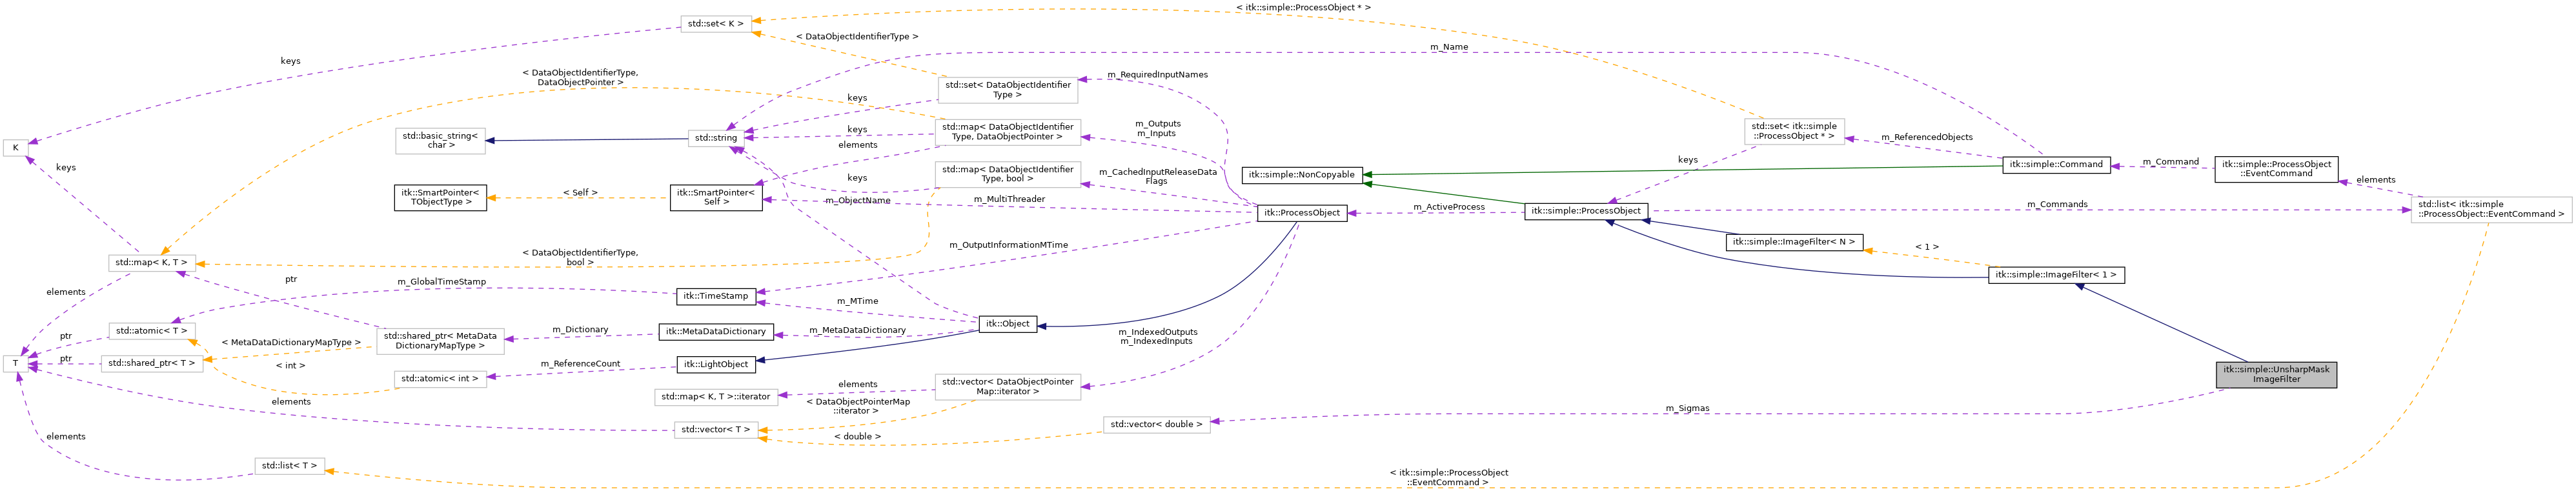 < itk::simple::ProcessObject * >
std::set< K >
< DataObjectIdentifierType >
m_Name
keys
< DataObjectIdentifierType,
DataObjectPointer >
m_RequiredInputNames
std::set< DataObjectIdentifier
Type >
keys
std::map< DataObjectIdentifier
Type, DataObjectPointer >
keys
elements
m_Outputs
m_Inputs
std::set< itk::simple
::ProcessObject * >
m_ReferencedObjects
std::basic_string<
char >
std::string
K
keys
keys
itk::simple::Command
m_Command
itk::simple::ProcessObject
::EventCommand
elements
std::map< DataObjectIdentifier
Type, bool >
keys
m_CachedInputReleaseData
Flags
itk::simple::NonCopyable
itk::SmartPointer<
TObjectType >
< Self >
itk::SmartPointer<
Self >
m_ObjectName
m_MultiThreader
itk::ProcessObject
m_ActiveProcess
itk::simple::ProcessObject
m_Commands
std::list< itk::simple
::ProcessObject::EventCommand >
m_OutputInformationMTime
itk::simple::ImageFilter< N >
< 1 >
< DataObjectIdentifierType,
bool >
std::map< K, T >
itk::simple::ImageFilter< 1 >
ptr
m_GlobalTimeStamp
elements
itk::TimeStamp
m_MTime
itk::Object
std::atomic< T >
ptr
std::shared_ptr< MetaData
DictionaryMapType >
m_Dictionary
itk::MetaDataDictionary
m_MetaDataDictionary
m_IndexedOutputs
m_IndexedInputs
< MetaDataDictionaryMapType >
T
ptr
std::shared_ptr< T >
< int >
std::atomic< int >
m_ReferenceCount
itk::LightObject
itk::simple::UnsharpMask
ImageFilter
std::vector< DataObjectPointer
Map::iterator >
elements
std::map< K, T >::iterator
elements
< DataObjectPointerMap
::iterator >
m_Sigmas
std::vector< double >
std::vector< T >
< double >
elements
std::list< T >
< itk::simple::ProcessObject
::EventCommand >